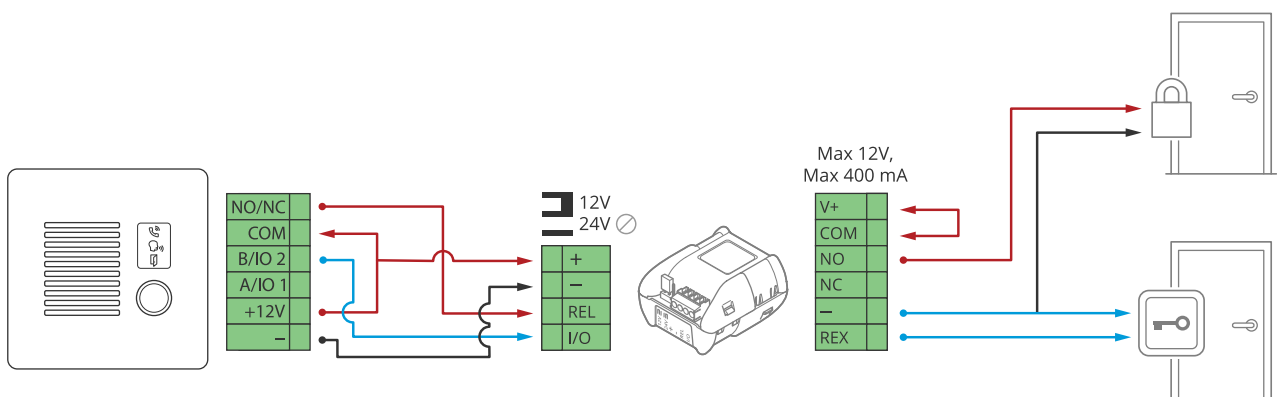 NO/NC
COM
B/IO 2
A/IO 1
+12V
–
12V
24V
+
–
REL
I/O
Max 12V,
Max 400 mA
V+
COM
NO
NC
–
REX